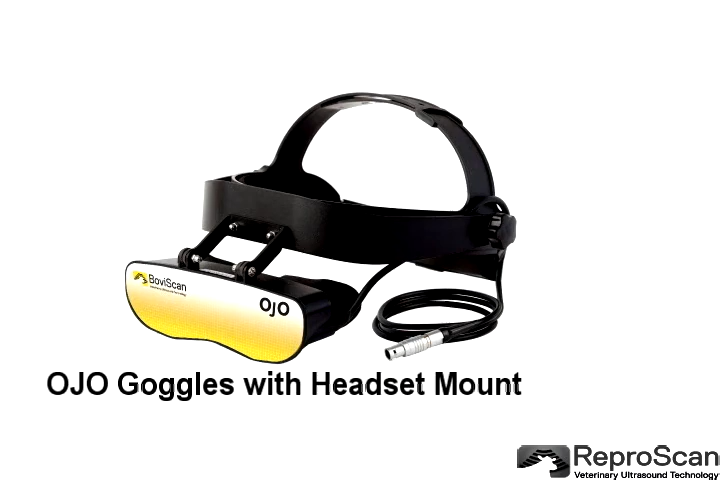 BoviScan
OJO
OJO Goggles with Headset Mount
ReproScan
Veterinary Ultrasound Technology